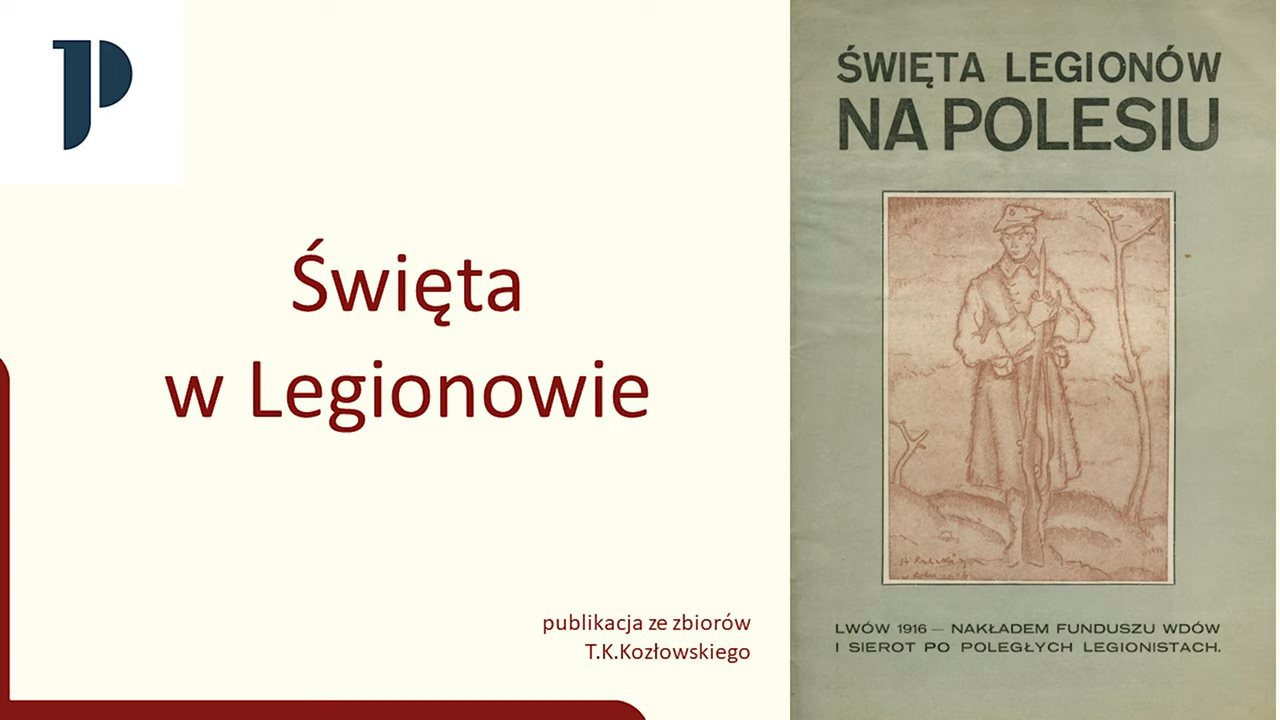 Święta
w Legionowie
publikacja ze zbiorów
T.K.Kozłowskiego
ŚWIĘTA LEGIONÓW
NA POLESIU
LWÓW 1916 — NAKŁADEM FUNDUSZU WDÓW
I SIEROT PO POLEGŁYCH LEGIONISTACH.